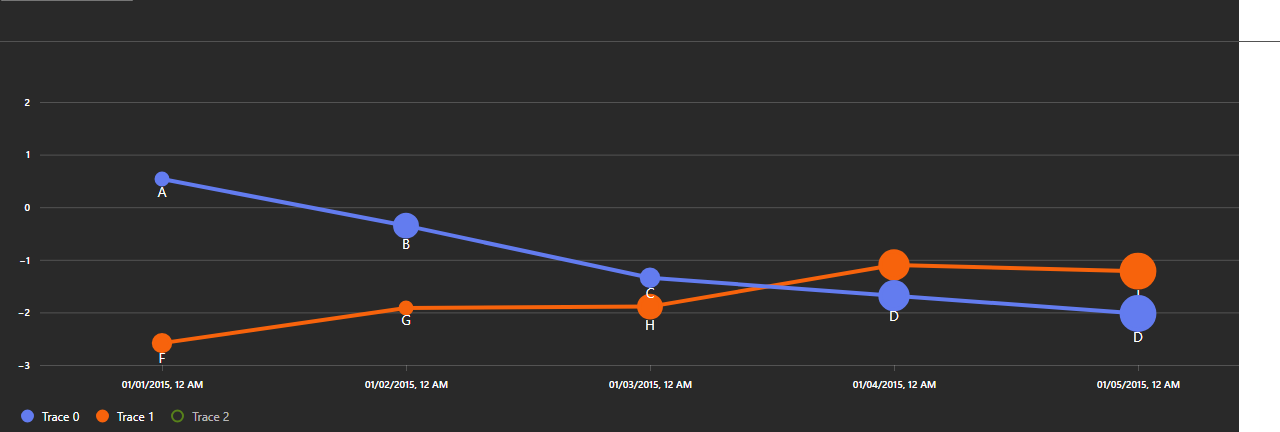 2
1
A
0
B
−1
C
−2
G
H
D
D
F
−3
01/01/2015, 12 AM
01/02/2015, 12 AM
01/03/2015, 12 AM
01/04/2015, 12 AM
01/05/2015, 12 AM
Trace 0
Trace 1
Trace 2